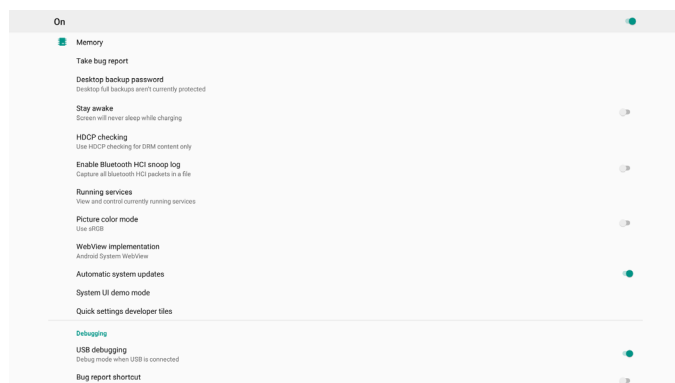 On
Memory
Take bug report
Desktop backup password
Desktop full backups aren't currently protected
Stay awake
Screen will never sleep while charging
HDCP checking
Use HDCP checking for DRM content only
Enable Bluetooth HCI snoop log
Capture all bluetooth HCI packets in a file
Running services
View and control currently running services
Picture color mode
Use sRGB
WebView implementation
Android System WebView
Automatic system updates
System UI demo mode
Quick settings developer tiles
Debugging
USB debugging
Debug mode when USB is connected
Bug report shortcut